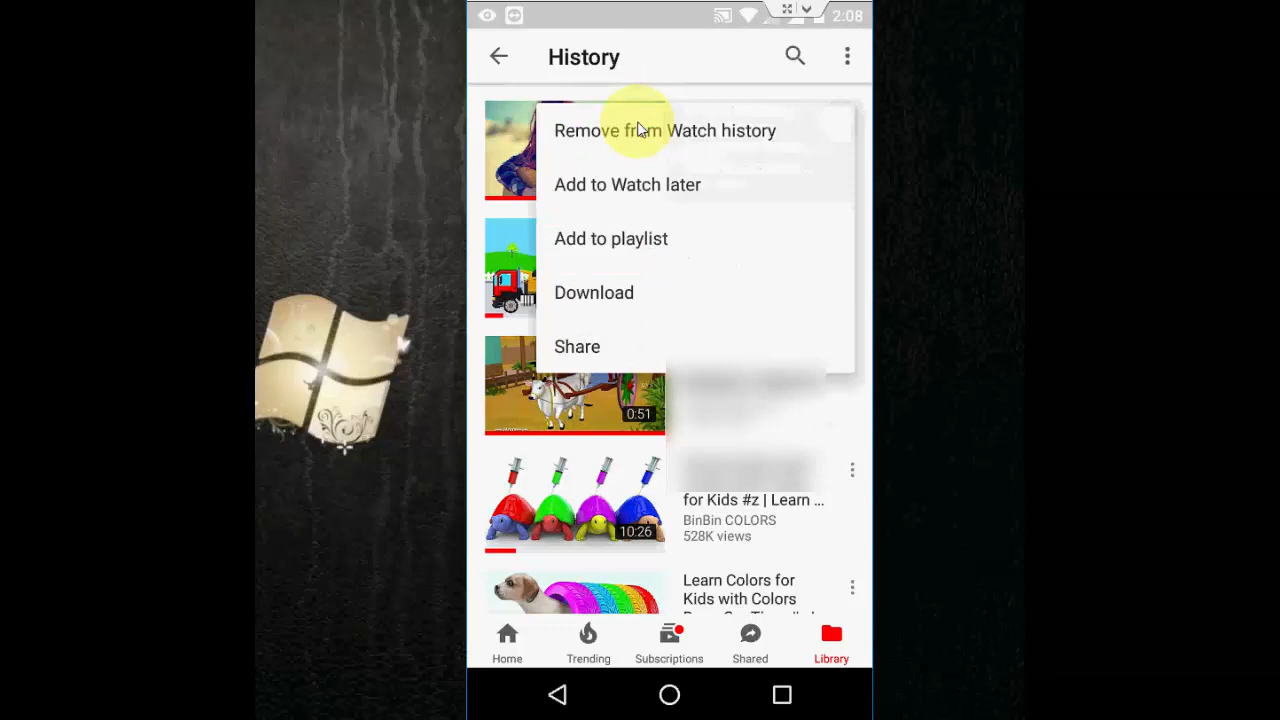 2:08
History
Remove from Watch history
Add to Watch later
Add to playlist
Download
Share
0:51
10:26
for Kids #z | Learn ...
BinBin COLORS
528K views
Learn Colors for
Kids with Colors
Home
Trending
Subscriptions
Shared
Library